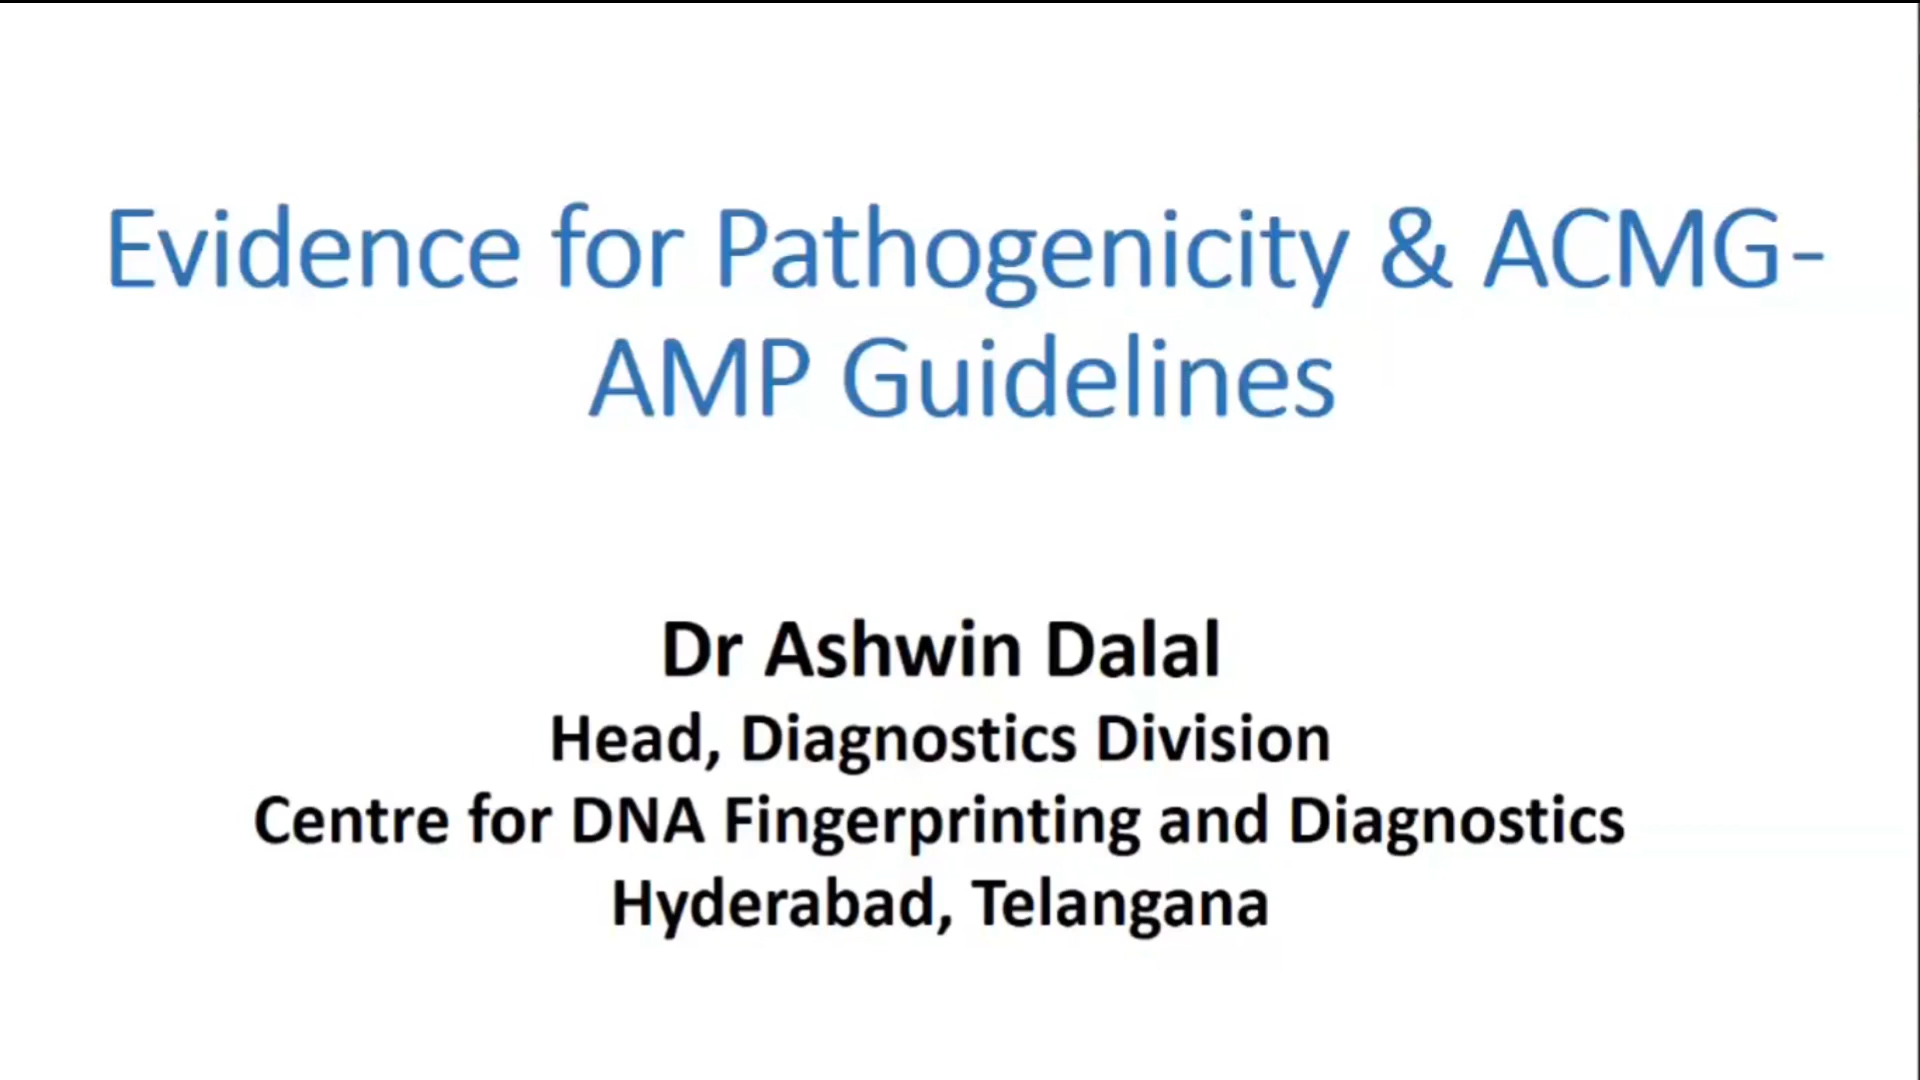 Evidence for Pathogenicity & ACMG-
AMP Guidelines
Dr Ashwin Dalal
Head, Diagnostics Division
Centre for DNA Fingerprinting and Diagnostics
Hyderabad, Telangana